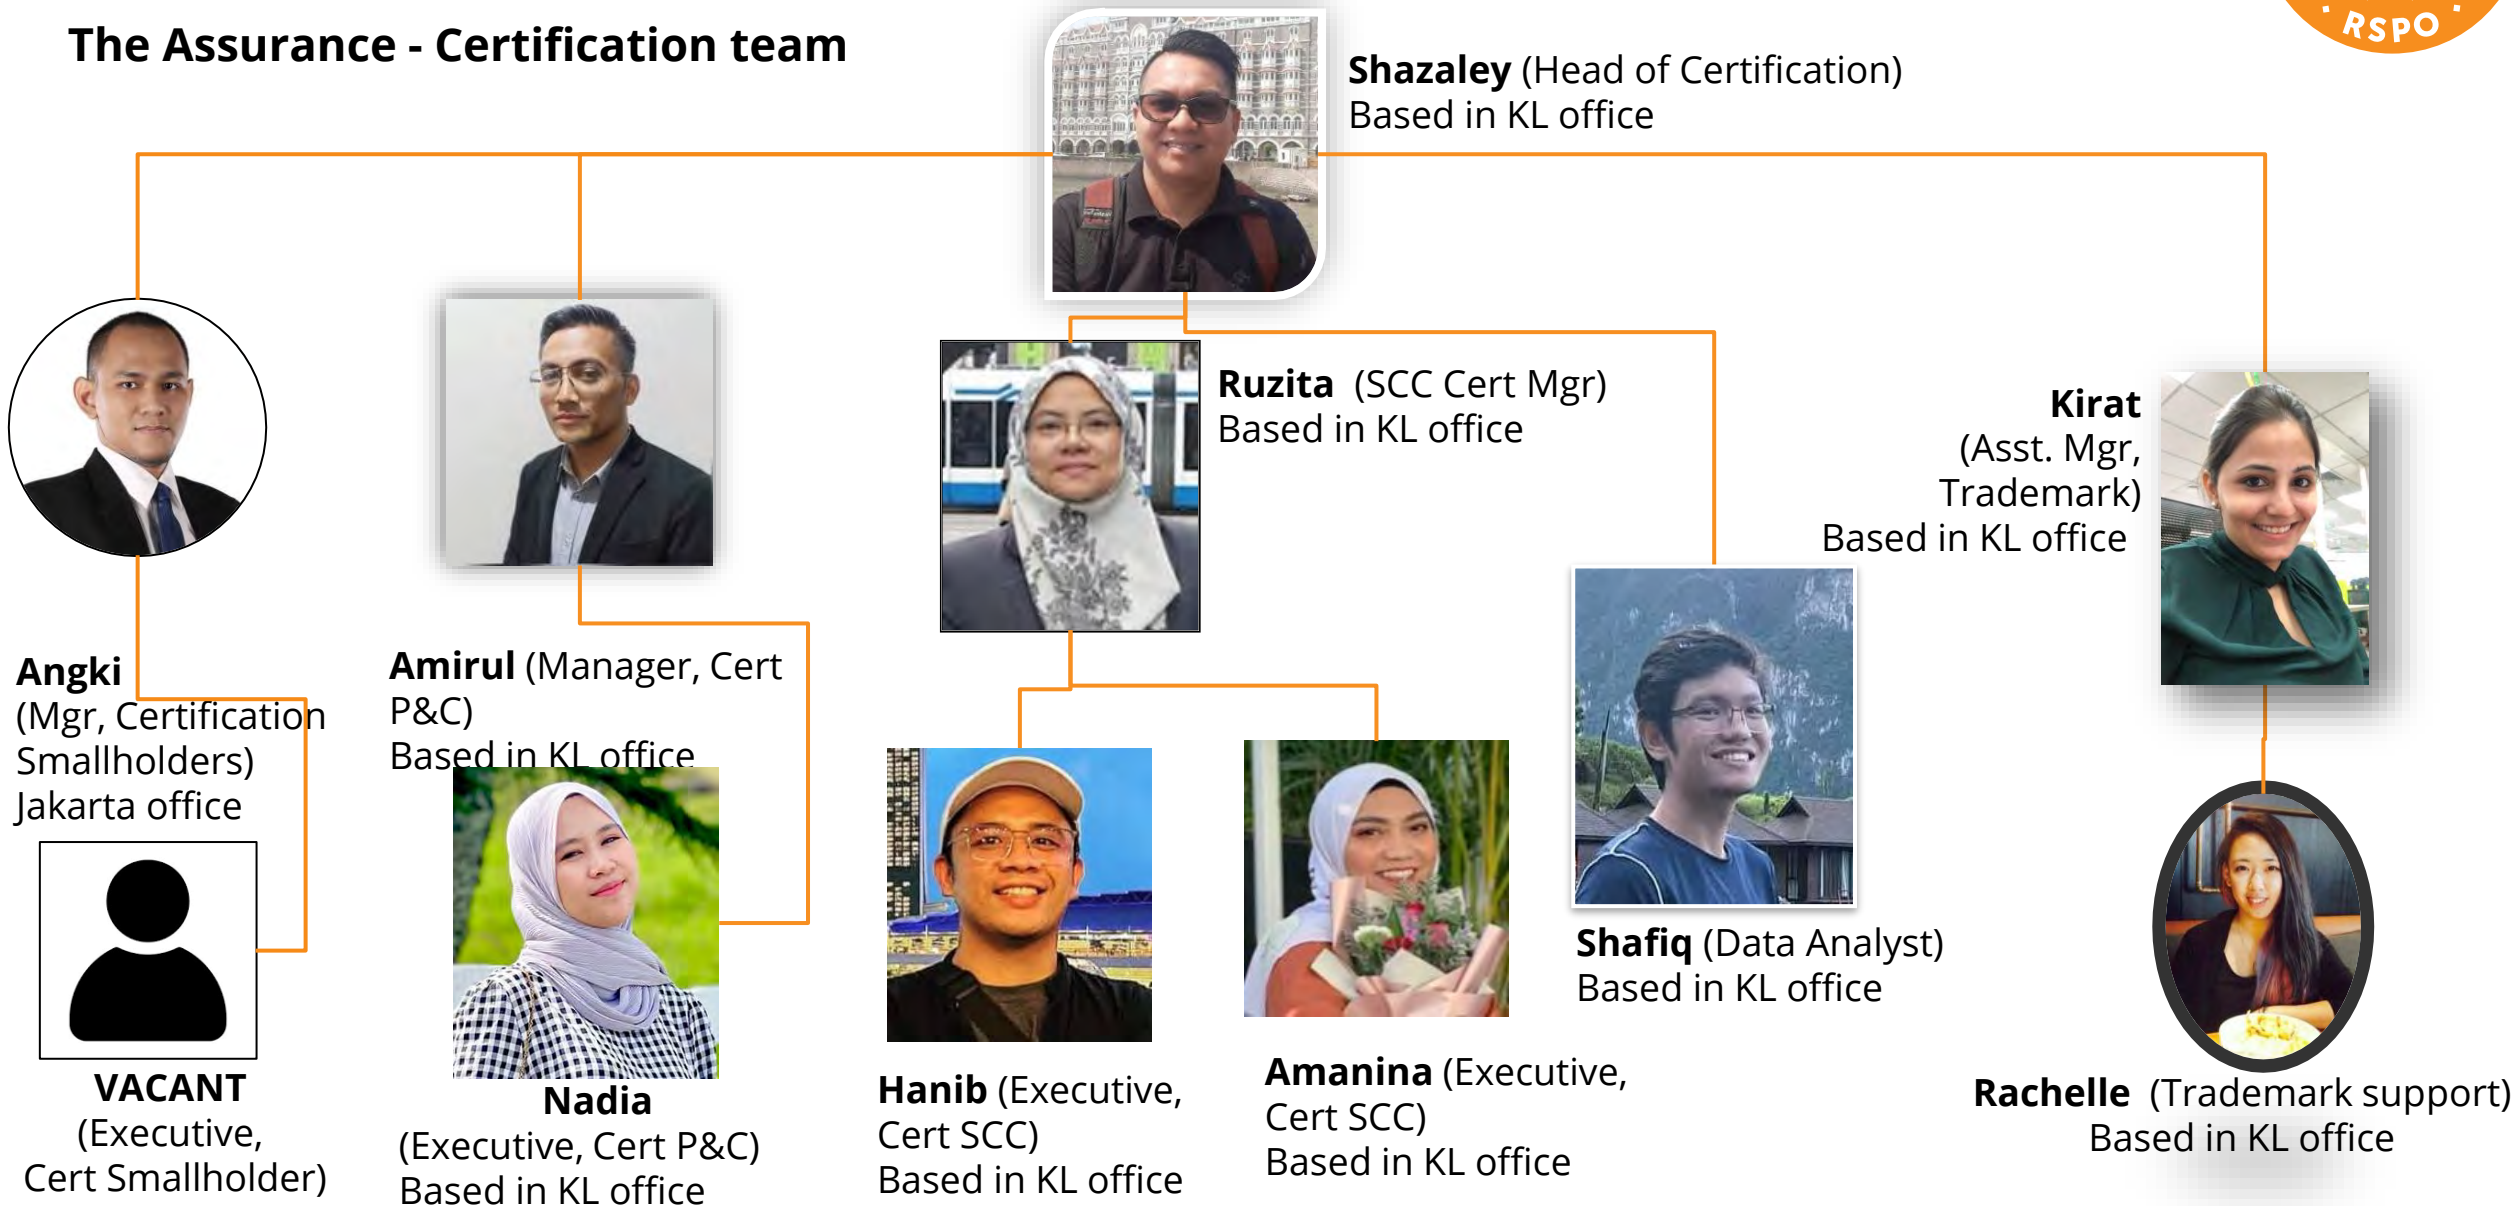 The Assurance - Certification team
RSPO
Shazaley (Head of Certification)
Based in KL office
Ruzita (SCC Cert Mgr)
Based in KL office
Kirat
(Asst. Mgr,
Trademark)
Based in KL office
Angki
(Mgr, Certification
Smallholders)
Jakarta office
Amirul (Manager, Cert
P&C)
Based in KL office
Shafiq (Data Analyst)
Based in KL office
VACANT
(Executive,
Cert Smallholder)
Nadia
(Executive, Cert P&C)
Based in KL office
Hanib (Executive,
Cert SCC)
Based in KL office
Amanina (Executive,
Cert SCC)
Based in KL office
Rachelle (Trademark support)
Based in KL office